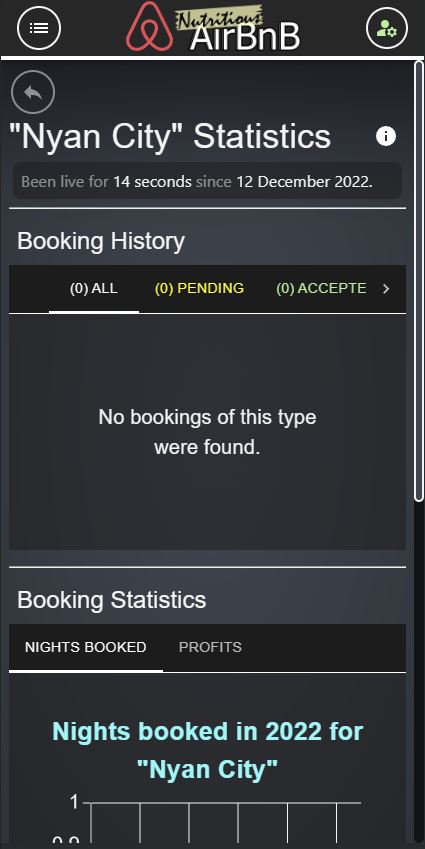 Nutritious
AirBnB
"Nyan City" Statistics
Been live for 14 seconds since 12 December 2022.
Booking History
(0) ALL (0) PENDING (0) ACCEPTE
No bookings of this type
were found.
Booking Statistics
NIGHTS BOOKED PROFITS
Nights booked in 2022 for
"Nyan City"
1
0.9